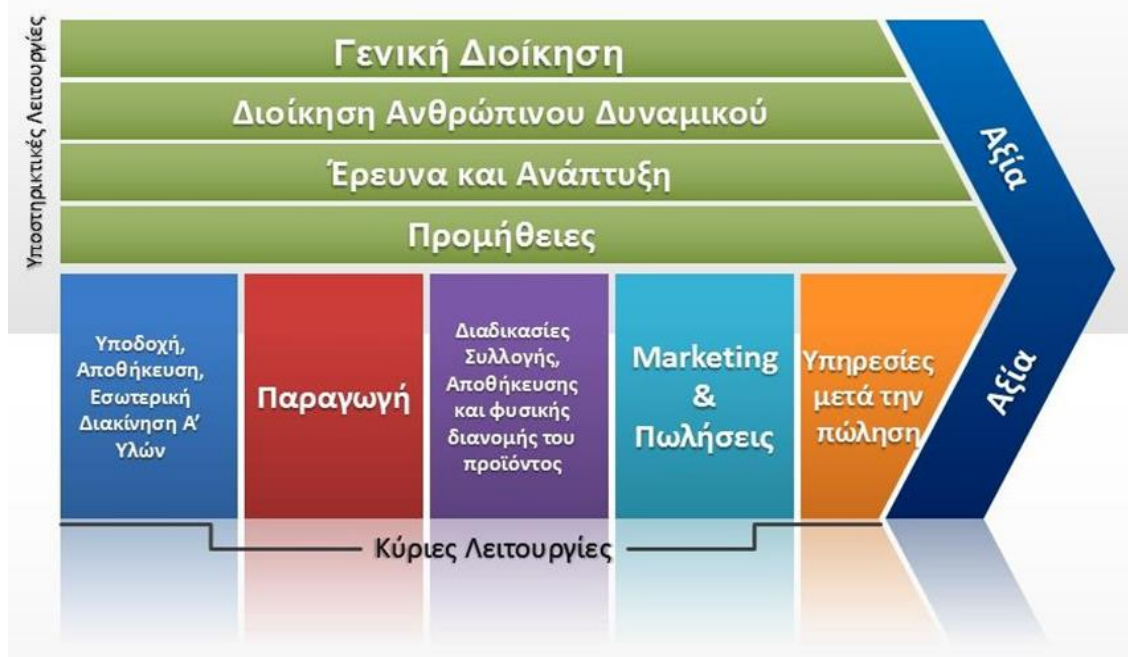 Υποστηρικτικές Λειτουργίες
Γενική Διοίκηση
Διοίκηση Ανθρώπινου Δυναμικού
Έρευνα και Ανάπτυξη
Προμήθειες
Αξία
Υποδοχή,
Αποθήκευση,
Εσωτερική
Διακίνηση Α’
Υλών
Παραγωγή
Διαδικασίες
Συλλογής,
Αποθήκευσης
και φυσικής
διανομής του
προϊόντος
Marketing
&
Πωλήσεις
Υπηρεσίες
μετά την
πώληση
Αξία
Κύριες Λειτουργίες